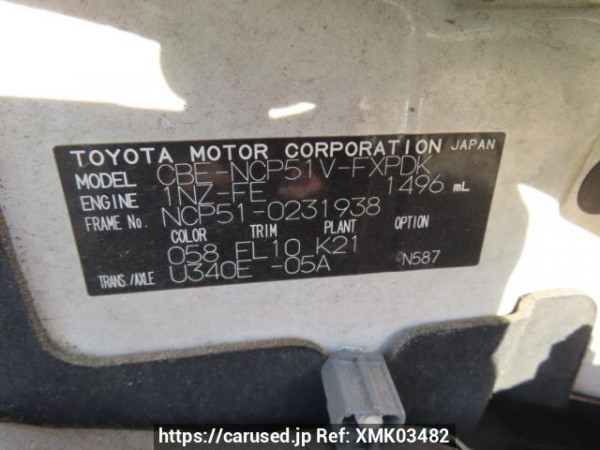 TOYOTA MOTOR CORPORATION JAPAN
MODEL CBE-NCP51V-FXPDK
ENGINE 1NZ-FE 1496 mL
FRAME No. NCP51-0231938
COLOR TRIM PLANT OPTION
058 FL10 K21
TRANS./AXLE U340E -05A N587
https://carused.jp Ref: XMK03482